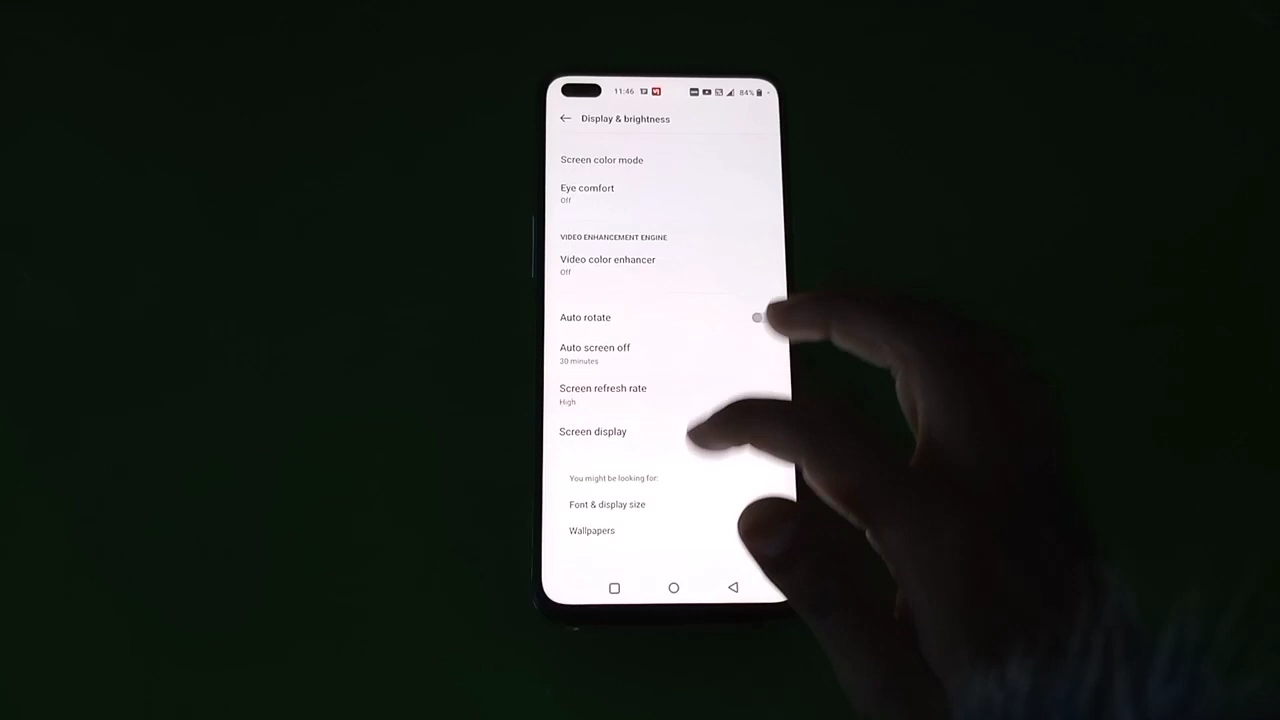 11:46 84%
Display & brightness
Screen color mode
Eye comfort
Off
VIDEO ENHANCEMENT ENGINE
Video color enhancer
Off
Auto rotate
Auto screen off
30 minutes
Screen refresh rate
High
Screen display
You might be looking for:
Font & display size
Wallpapers